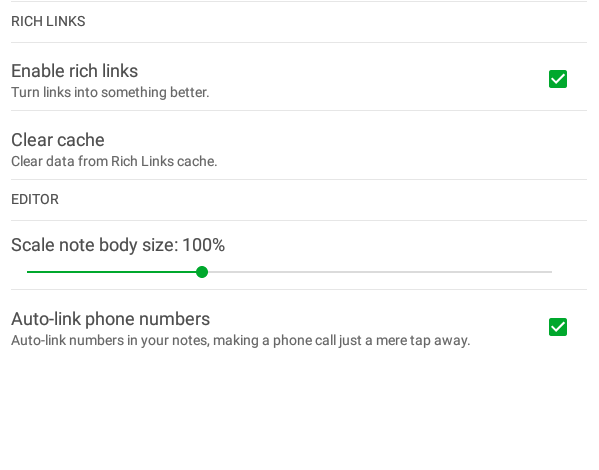 RICH LINKS
Enable rich links
Turn links into something better.
Clear cache
Clear data from Rich Links cache.
EDITOR
Scale note body size: 100%
Auto-link phone numbers
Auto-link numbers in your notes, making a phone call just a mere tap away.